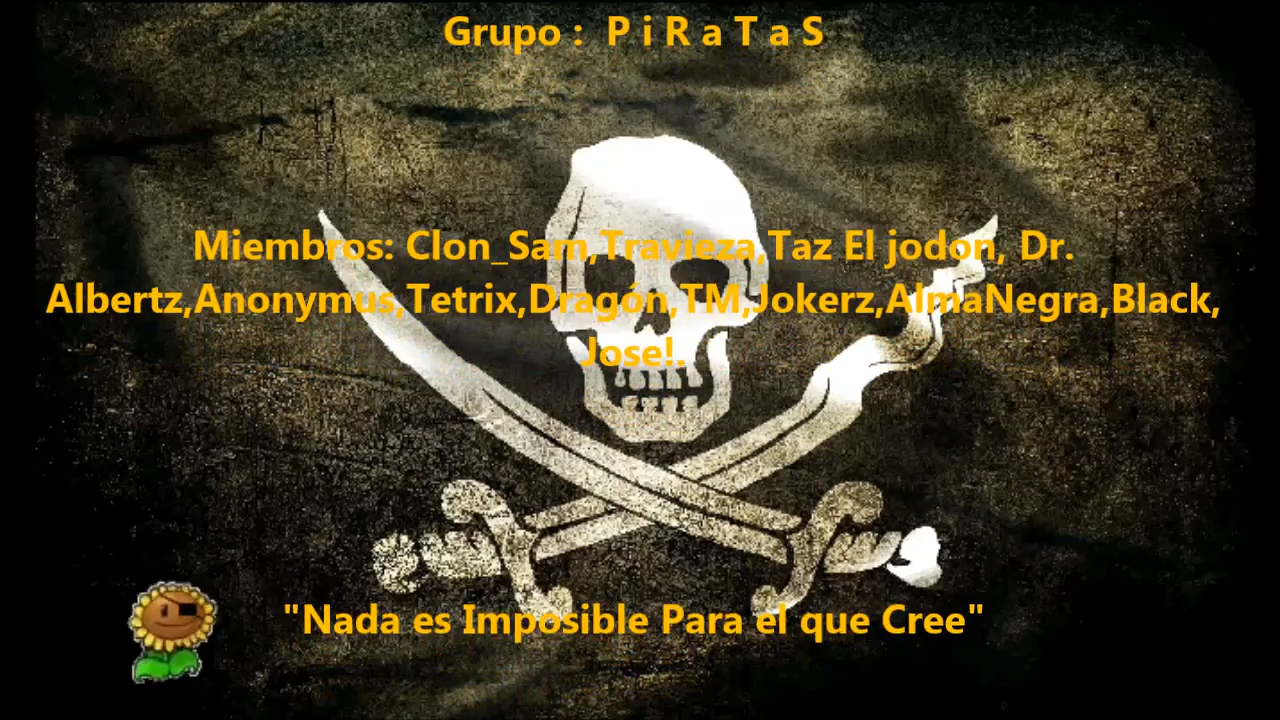 Grupo : P i R a T a S
Miembros: Clon_Sam,Travieza,Taz El jodon, Dr.
Albertz,Anonymus,Tetrix,Dragón,TM,Jokerz,AlmaNegra,Black,
Jose!.
"Nada es Imposible Para el que Cree"